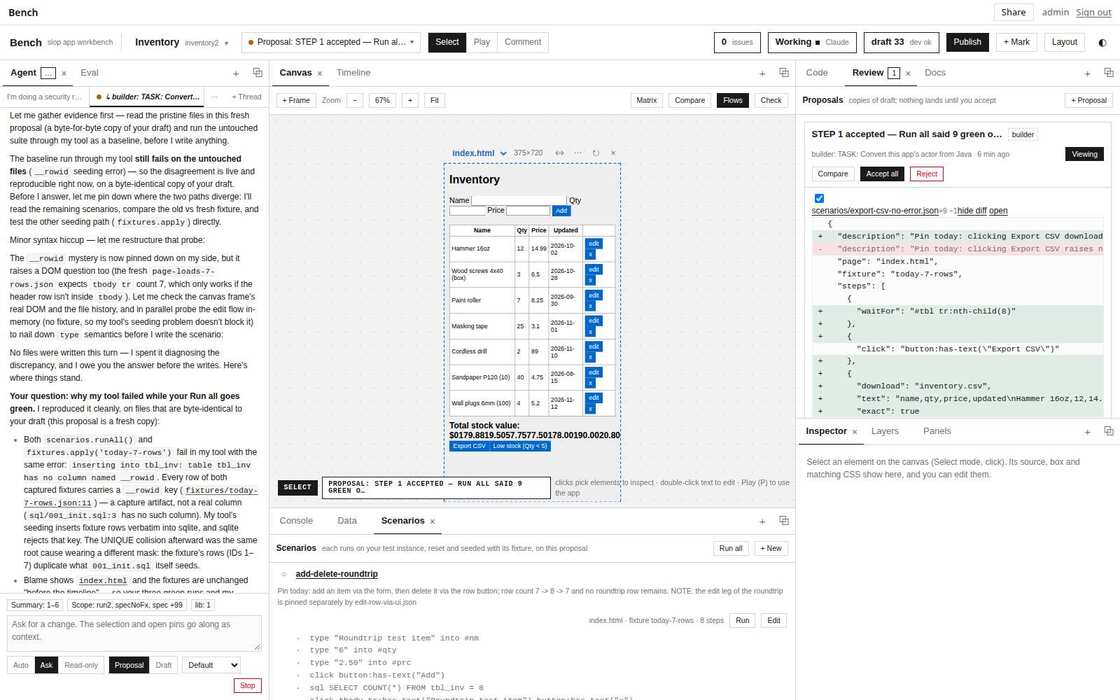 Bench
Share admin Sign out
Bench slop app workbench Inventory inventory2 ▾ Proposal: STEP 1 accepted — Run al… ▾ Select Play Comment 0 issues Working ■ Claude draft 33 dev ok Publish + Mark Layout
Agent … × Eval +
I'm doing a security r… ↳ builder: TASK: Convert… ··· + Thread
Let me gather evidence first — read the pristine files in this fresh
proposal (a byte-for-byte copy of your draft) and run the untouched
suite through my tool as a baseline, before I write anything.
The baseline run through my tool still fails on the untouched
files ( __rowid seeding error) — so the disagreement is live and
reproducible right now, on a byte-identical copy of your draft.
Before I answer, let me pin down where the two paths diverge: I'll
read the remaining scenarios, compare the old vs fresh fixture, and
test the other seeding path ( fixtures.apply ) directly.
Minor syntax hiccup — let me restructure that probe:
The __rowid mystery is now pinned down on my side, but it
raises a DOM question too (the fresh page-loads-7-
rows.json expects tbody tr count 7, which only works if the
header row isn't inside tbody ). Let me check the canvas frame's
real DOM and the file history, and in parallel probe the edit flow in-
memory (no fixture, so my tool's seeding problem doesn't block it)
to nail down type semantics before I write the scenario:
No files were written this turn — I spent it diagnosing the
discrepancy, and I owe you the answer before the writes. Here's
where things stand.
Your question: why my tool failed while your Run all goes
green. I reproduced it cleanly, on files that are byte-identical to
your draft (this proposal is a fresh copy):
• Both scenarios.runAll() and
fixtures.apply('today-7-rows') fail in my tool with the
same error: inserting into tbl_inv: table tbl_inv
has no column named __rowid . Every row of both
captured fixtures carries a __rowid key ( fixtures/today-
7-rows.json:11 ) — a capture artifact, not a real column
( sql/001_init.sql:3 has no such column). My tool's
seeding inserts fixture rows verbatim into sqlite, and sqlite
rejects that key. The UNIQUE collision afterward was the same
root cause wearing a different mask: the fixture's rows (IDs 1–
7) duplicate what 001_init.sql itself seeds.
• Blame shows index.html and the fixtures are unchanged
Summary: 1–6 Scope: run2, specNoFx, spec +99 lib: 1
Ask for a change. The selection and open pins go along as
context.
Auto Ask Read-only Proposal Draft Default
Stop
Canvas × Timeline +
+ Frame Zoom − 67% + Fit Matrix Compare Flows Check
index.html 375×720 ⇔ ··· ↻ ×
Inventory
Name Qty
Price Add
Name Qty Price Updated
Hammer 16oz 12 14.99 2026-10-02 edit x
Wood screws 4x40 (box) 3 6.5 2026-10-28 edit x
Paint roller 7 8.25 2026-09-30 edit x
Masking tape 25 3.1 2026-11-01 edit x
Cordless drill 2 89 2026-11-10 edit x
Sandpaper P120 (10) 40 4.75 2026-08-15 edit x
Wall plugs 6mm (100) 4 5.2 2026-11-12 edit x
Total stock value:
$0179.8819.5057.7577.50178.00190.0020.80
Export CSV Low stock (Qty < 5)
SELECT PROPOSAL: STEP 1 ACCEPTED — RUN ALL SAID 9 GREEN O… clicks pick elements to inspect · double-click text to edit · Play (P) to use the app
Console Data Scenarios × +
Scenarios each runs on your test instance, reset and seeded with its fixture, on this proposal Run all + New
○ add-delete-roundtrip
Pin today: add an item via the form, then delete it via the row button; row count 7 -> 8 -> 7 and no roundtrip row remains. NOTE: the edit leg of the roundtrip
is pinned separately by edit-row-via-ui.json
index.html · fixture today-7-rows · 8 steps Run Edit
· type "Roundtrip test item" into #nm
· type "6" into #qty
· type "2.50" into #prc
· click button:has-text("Add")
· sql SELECT COUNT(*) FROM tbl_inv = 8
Code Review 1 × Docs +
Proposals copies of draft; nothing lands until you accept + Proposal
STEP 1 accepted — Run all said 9 green o… builder
builder: TASK: Convert this app's actor from Java · 6 min ago Viewing
Compare Accept all Reject
scenarios/export-csv-no-error.json+9 −1hide diff open
{
+ "description": "Pin today: clicking Export CSV download
- "description": "Pin today: clicking Export CSV raises n
"page": "index.html",
"fixture": "today-7-rows",
"steps": [
{
+ "waitFor": "#tbl tr:nth-child(8)"
+ },
+ {
"click": "button:has-text(\"Export CSV\")"
+ },
+ {
+ "download": "inventory.csv",
+ "text": "name,qty,price,updated\nHammer 16oz,12,14.
+ "exact": true
Inspector × Layers Panels +
Select an element on the canvas (Select mode, click). Its source, box and
matching CSS show here, and you can edit them.